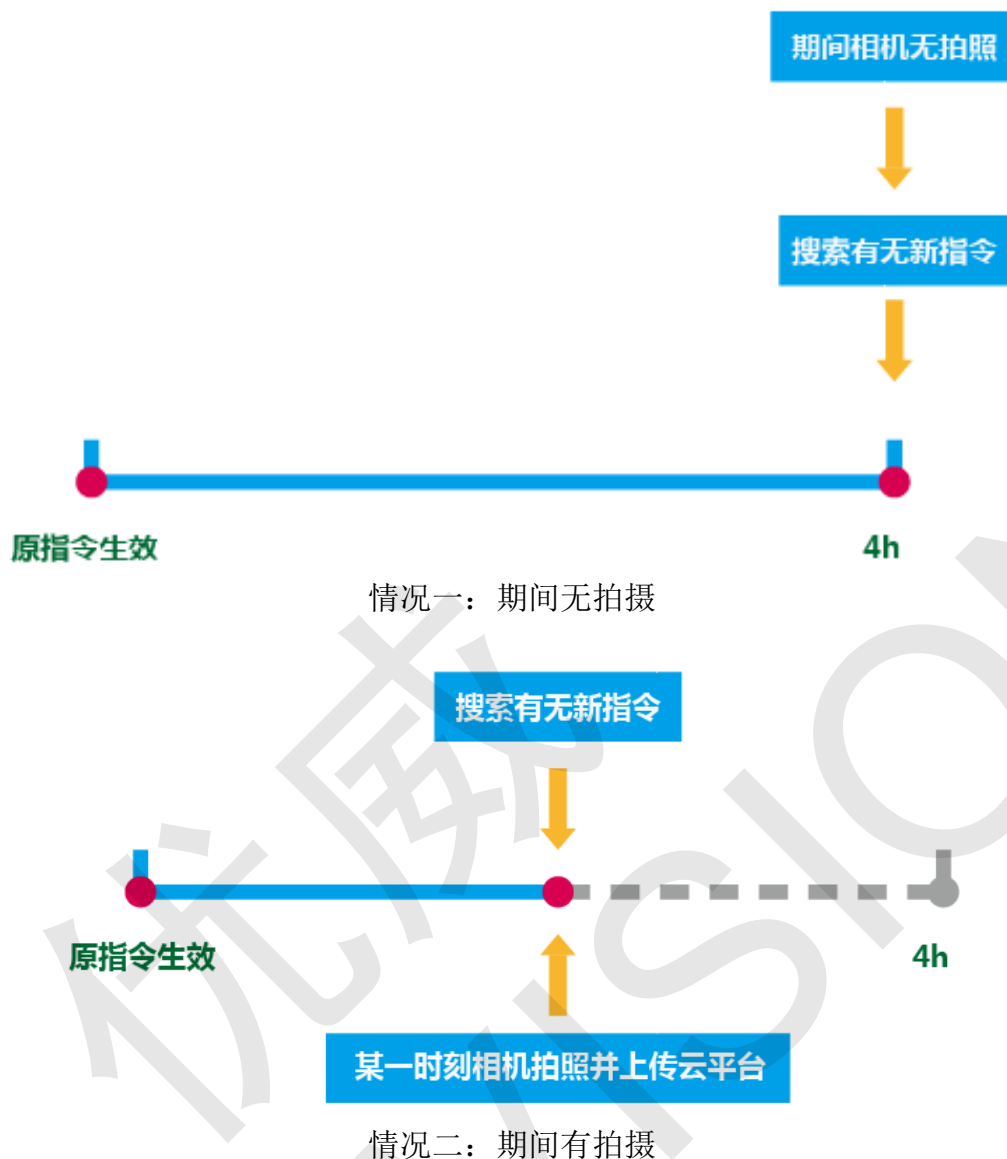 期间相机无拍照
搜索有无新指令
原指令生效
4h
情况一：期间无拍摄
搜索有无新指令
原指令生效
4h
某一时刻相机拍照并上传云平台
情况二：期间有拍摄
优威
VISION